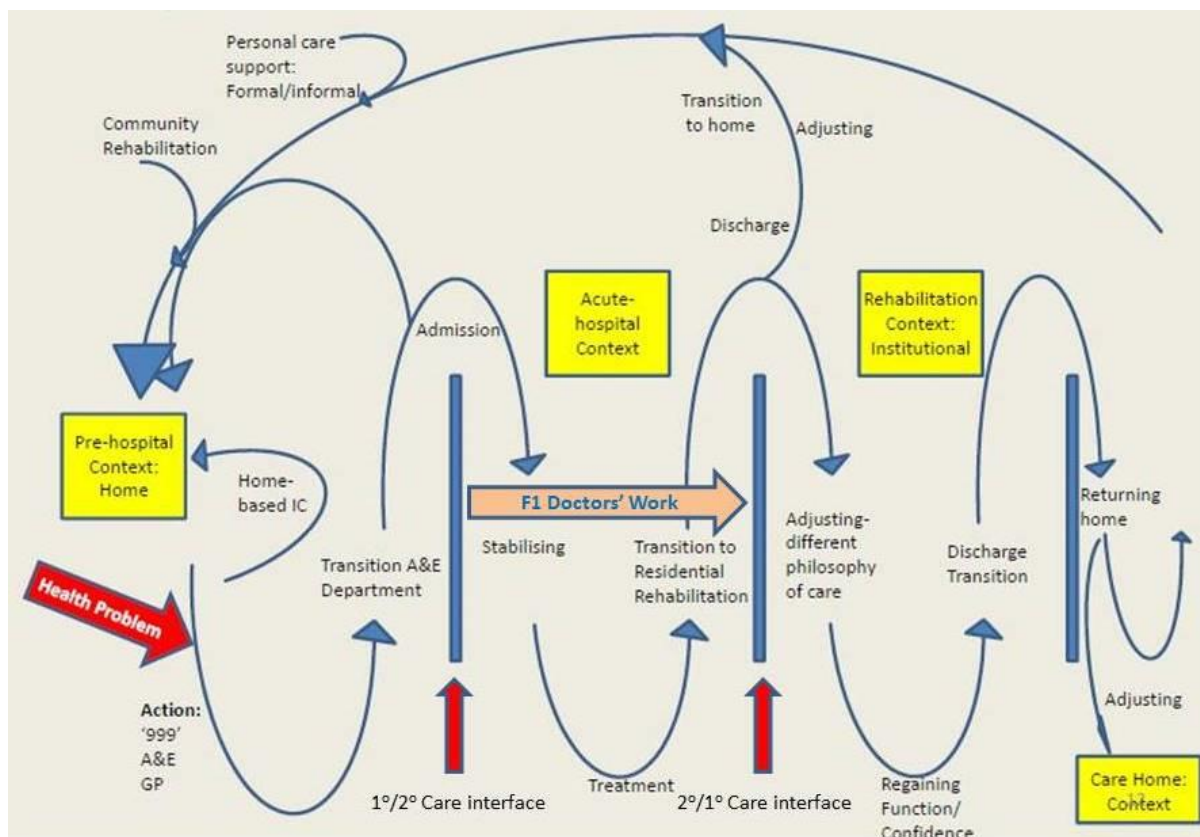 Personal care
support:
Formal/informal
Community
Rehabilitation
Transition
to home
Adjusting
Discharge
Admission
Acute-
hospital
Context
Rehabilitation
Context:
Institutional
Pre-hospital
Context:
Home
Home-
based IC
Health Problem
Action:
'999'
A&E
GP
Transition A&E
Department
F1 Doctors' Work
Stabilising
Transition to
Residential
Rehabilitation
Adjusting-
different
philosophy
of care
Discharge
Transition
Returning
home
Adjusting
Treatment
Regaining
Function/
Confidence
Care Home:
Context
12
1°/2° Care interface
2°/1° Care interface